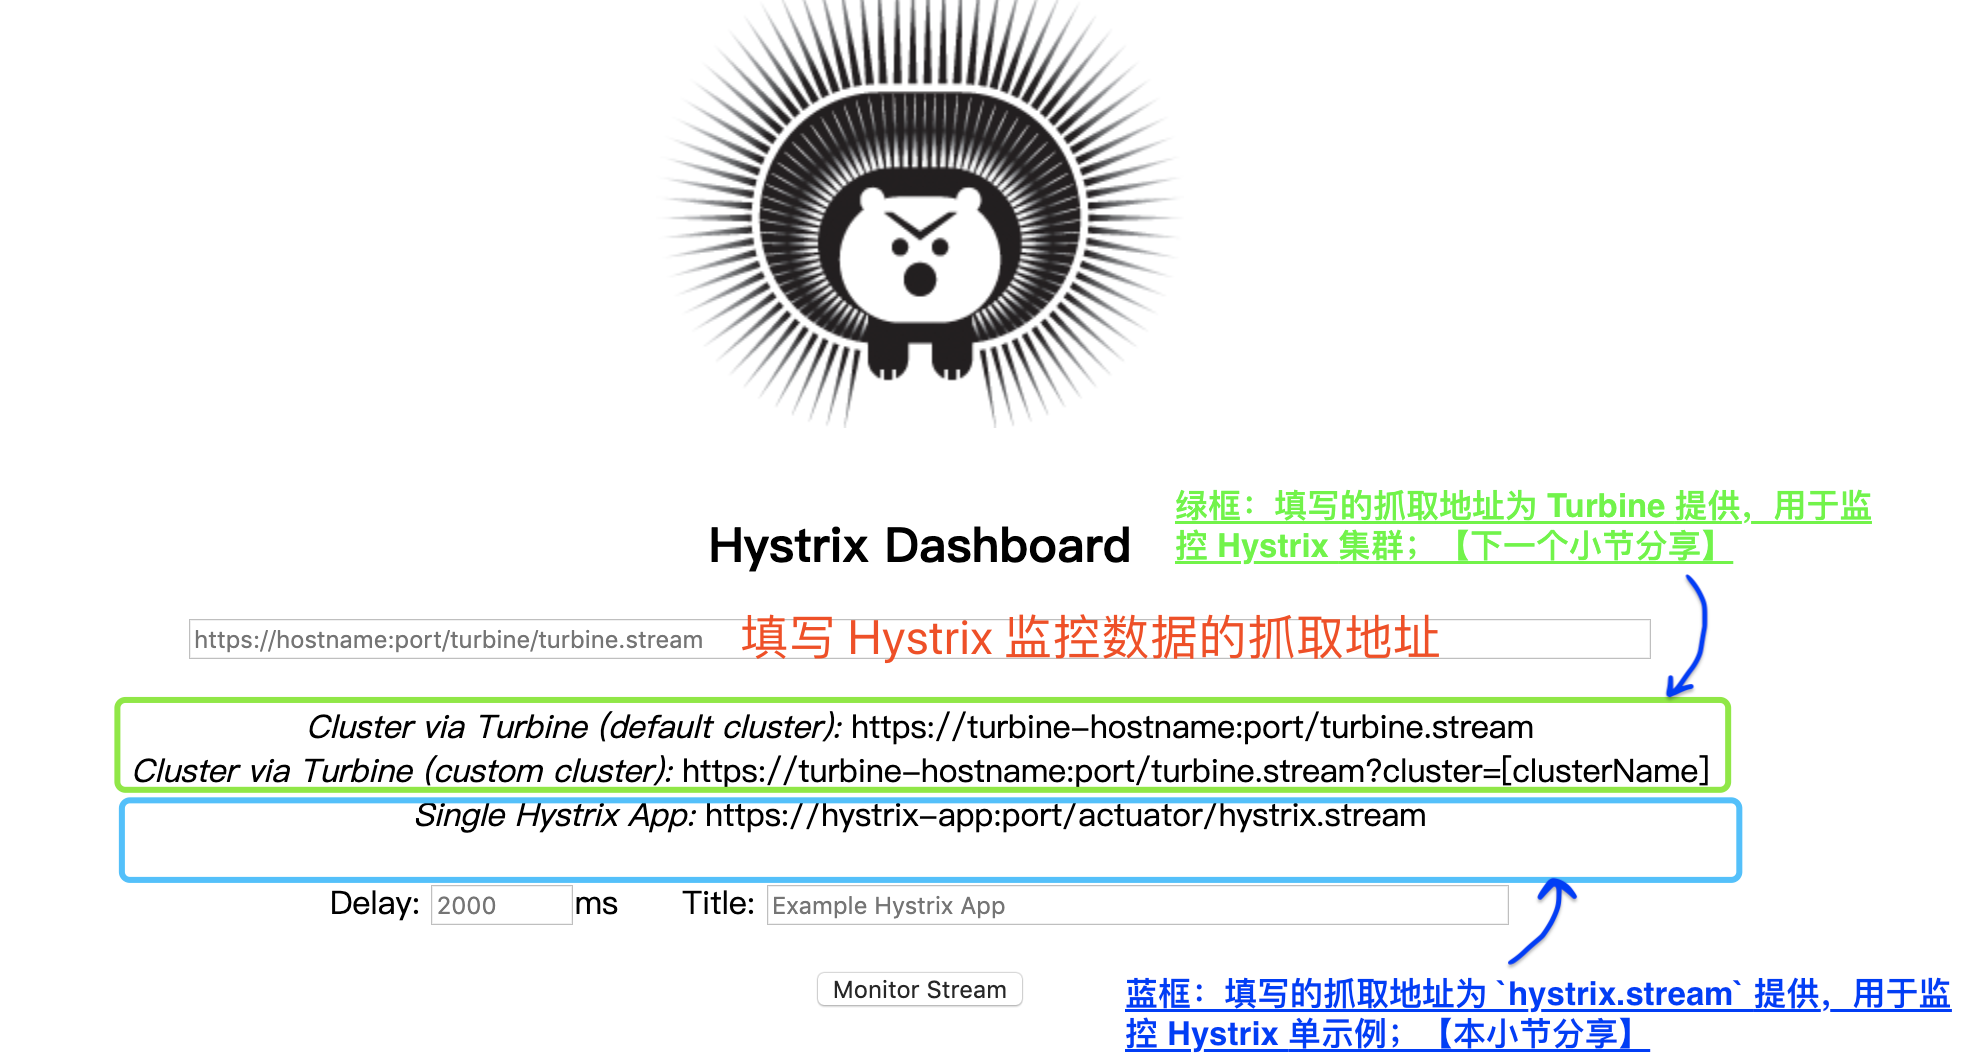 绿框：填写的抓取地址为 Turbine 提供，用于监
控 Hystrix 集群；【下一个小节分享】
Hystrix Dashboard
https://hostname:port/turbine/turbine.stream
填写 Hystrix 监控数据的抓取地址
Cluster via Turbine (default cluster): https://turbine-hostname:port/turbine.stream
Cluster via Turbine (custom cluster): https://turbine-hostname:port/turbine.stream?cluster=[clusterName]
Single Hystrix App: https://hystrix-app:port/actuator/hystrix.stream
Delay: 2000 ms Title: Example Hystrix App
Monitor Stream
蓝框：填写的抓取地址为 `hystrix.stream` 提供，用于监
控 Hystrix 单示例；【本小节分享】